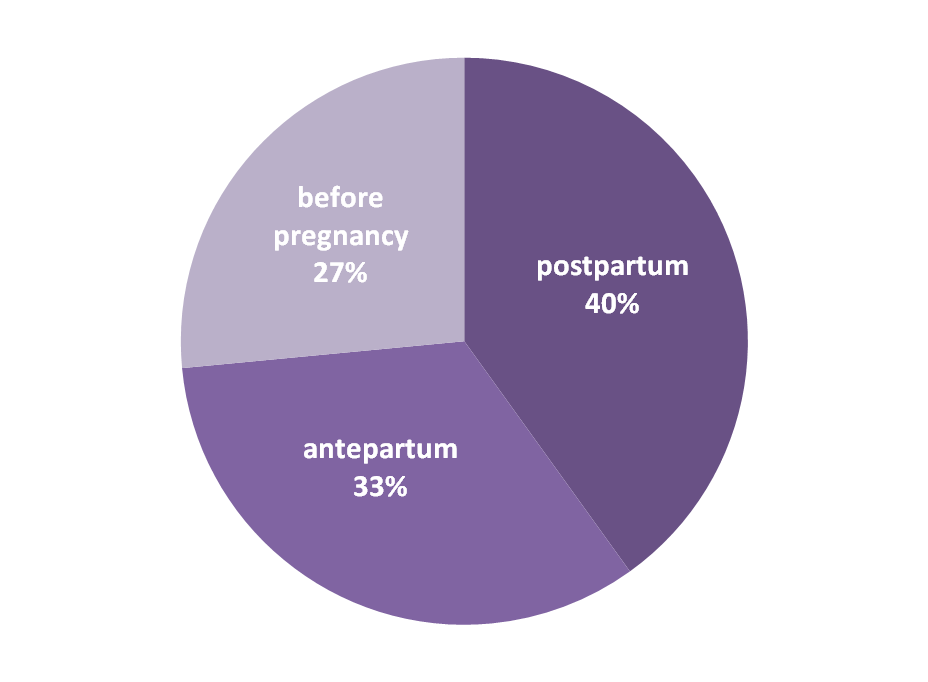 before
pregnancy
27%
postpartum
40%
antepartum
33%